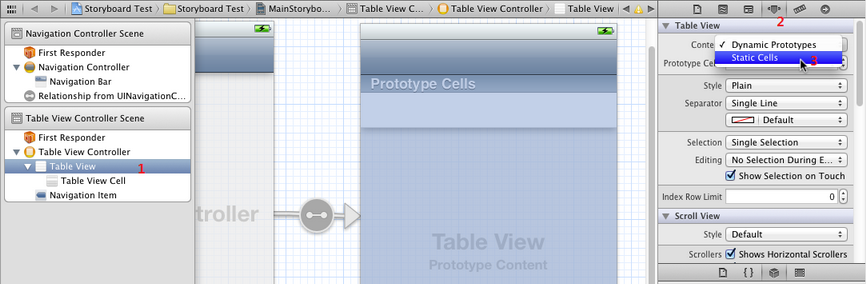 Storyboard Test
Storyboard Test
MainStorybo...
Table View C...
Table View Controller
Table View
Navigation Controller Scene
First Responder
Navigation Controller
Navigation Bar
Relationship from UINavigationC...
Table View Controller Scene
First Responder
Table View Controller
Table View
1
Table View Cell
Navigation Item
troller
Prototype Cells
Table View
Prototype Content
2
Table View
Conte
Dynamic Prototypes
Static Cells
3
Prototype Ce
Style
Plain
Separator
Single Line
Default
Selection
Single Selection
Editing
No Selection During E...
Show Selection on Touch
Index Row Limit
0
Scroll View
Style
Default
Scrollers
Shows Horizontal Scrollers